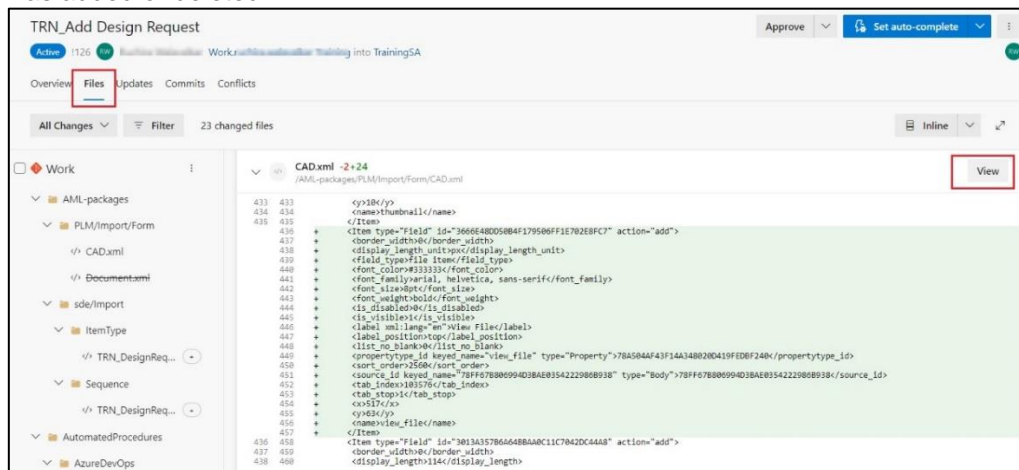 TRN_Add Design Request
Approve
Set auto-complete
Active !126 RW Work. into TrainingSA
RW
Overview Files Updates Commits Conflicts
All Changes Filter 23 changed files
Inline
Work
CAD.xml -2+24
/AML-packages/PLM/Import/Form/CAD.xml
View
AML-packages
PLM/Import/Form
CAD.xml
Document.xml
sde/Import
ItemType
TRN_DesignReq... +
Sequence
TRN_DesignReq... +
AutomatedProcedures
AzureDevOps
433 433 <y>10</y>
434 434 <name>thumbnail</name>
435 435 </Item>
436 + <Item type="Field" id="3666E48DD50B4F179506FF1E702E8FC7" action="add">
437 + <border_width>0</border_width>
438 + <display_length_unit>px</display_length_unit>
439 + <field_type>file item</field_type>
440 + <font_color>#333333</font_color>
441 + <font_family>arial, helvetica, sans-serif</font_family>
442 + <font_size>8pt</font_size>
443 + <font_weight>bold</font_weight>
444 + <is_disabled>0</is_disabled>
445 + <is_visible>1</is_visible>
446 + <label xml:lang="en">View File</label>
447 + <label_position>top</label_position>
448 + <list_no_blank>0</list_no_blank>
449 + <propertytype_id keyed_name="view_file" type="Property">78A504AF43F14A34B020D419FEDBF240</propertytype_id>
450 + <sort_order>2560</sort_order>
451 + <source_id keyed_name="78FF67B806994D3BAE0354222986B938" type="Body">78FF67B806994D3BAE0354222986B938</source_id>
452 + <tab_index>103576</tab_index>
453 + <tab_stop>1</tab_stop>
454 + <x>517</x>
455 + <y>63</y>
456 + <name>view_file</name>
457 + </Item>
436 458 <Item type="Field" id="3013A357B6A64BBAA0C11C7042DC44A8" action="add">
437 459 <border_width>0</border_width>
438 460 <display_length>114</display_length>